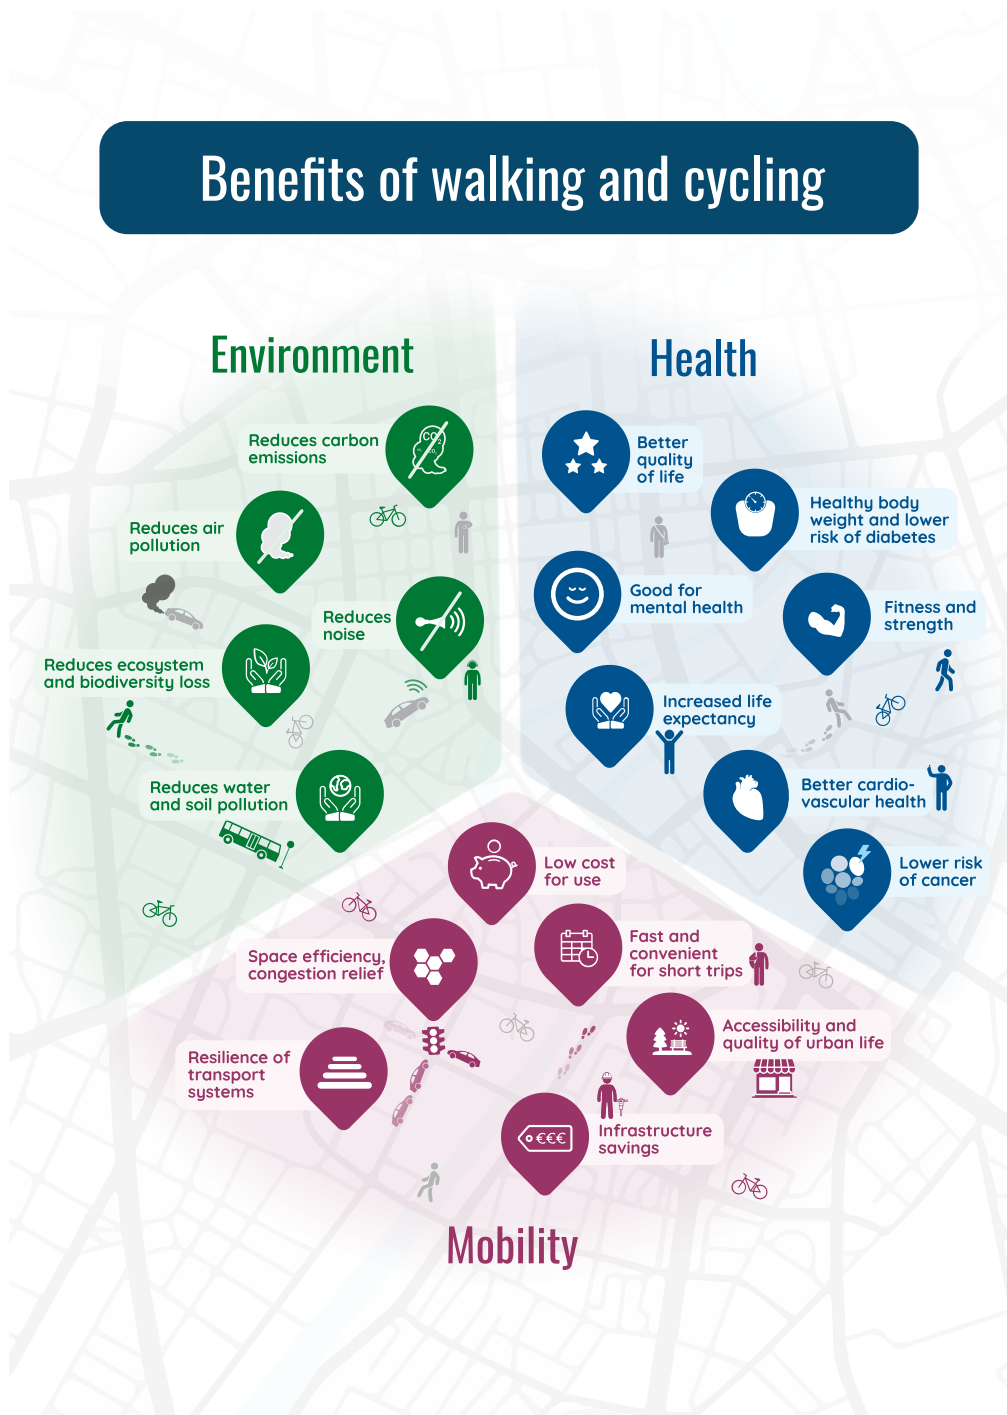 Benefits of walking and cycling
Environment
Reduces carbon
emissions
CO2
Reduces air
pollution
Reduces
noise
Reduces ecosystem
and biodiversity loss
Reduces water
and soil pollution
Health
Better
quality
of life
Healthy body
weight and lower
risk of diabetes
Good for
mental health
Fitness and
strength
Increased life
expectancy
Better cardio-
vascular health
Lower risk
of cancer
Low cost
for use
Space efficiency,
congestion relief
Fast and
convenient
for short trips
Accessibility and
quality of urban life
Resilience of
transport
systems
€€€
Infrastructure
savings
Mobility